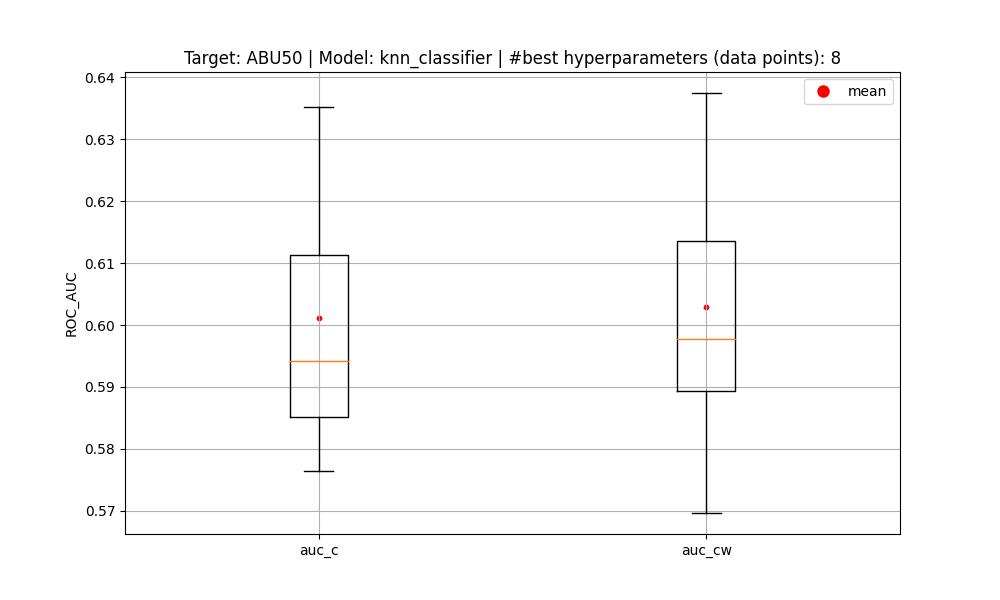 Target: ABU50 | Model: knn_classifier | #best hyperparameters (data points): 8
mean
ROC_AUC
0.64
0.63
0.62
0.61
0.60
0.59
0.58
0.57
auc_c
auc_cw